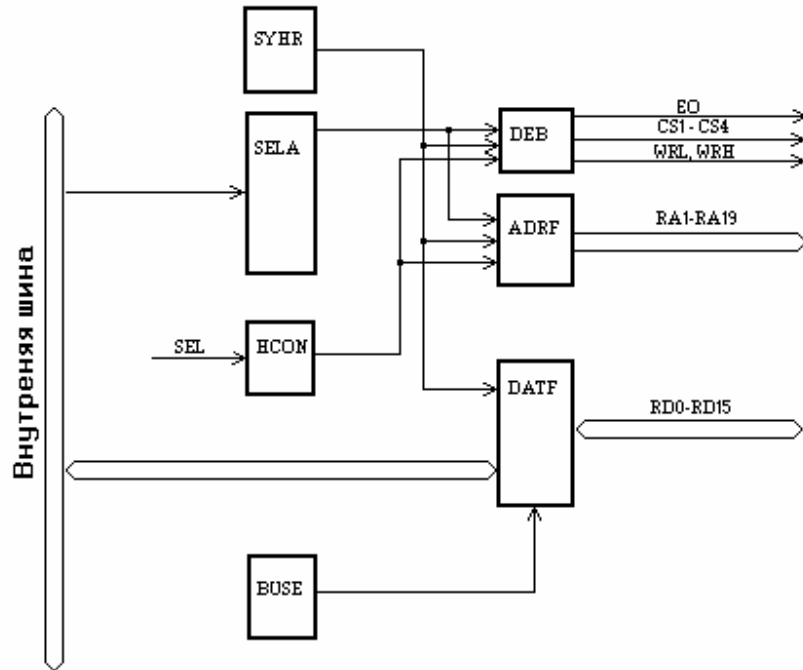 SYHR
SELA
DEB
EO
CS1 - CS4
WRL, WRH
ADRF
RA1-RA19
Внутреняя шина
SEL
HCON
DATF
RD0-RD15
BUSE